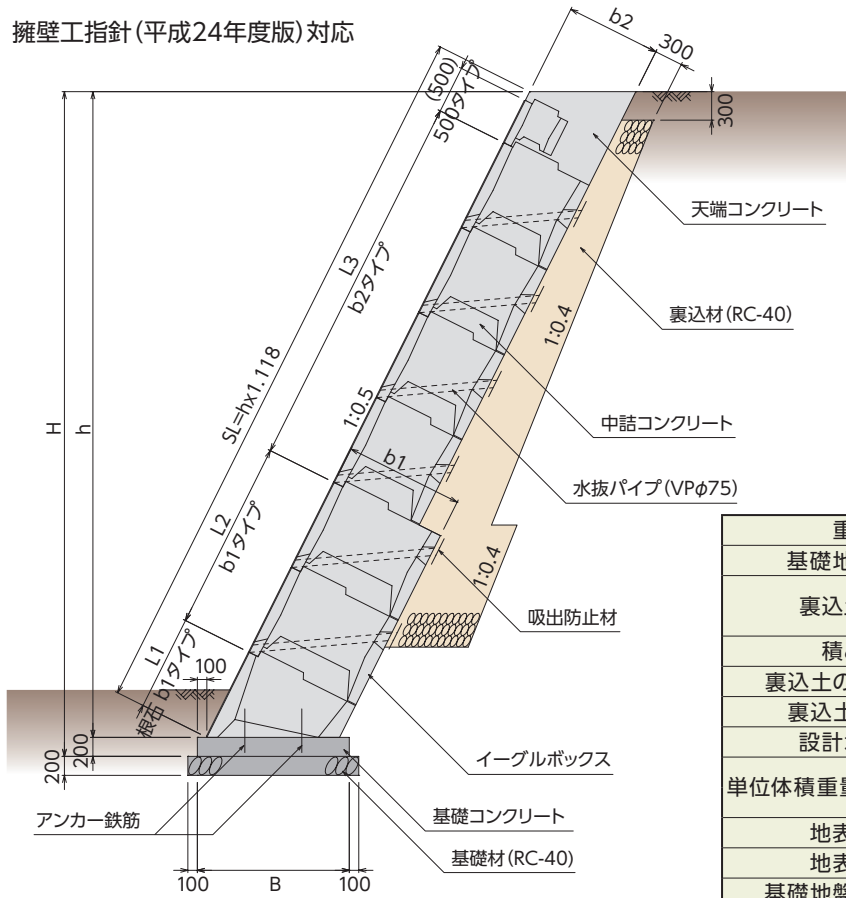 擁壁工指針(平成24年度版)対応
b2
300
300
(500)
500タイプ
天端コンクリート
L3
b2タイプ
裏込材(RC-40)
1:0.4
SL=hx1.118
H
h
1:0.5
中詰コンクリート
b1
水抜パイプ(VPφ75)
L2
b1タイプ
1:0.4
吸出防止材
L1
根石 b1タイプ
100
200
200
イーグルボックス
アンカー鉄筋
基礎コンクリート
基礎材(RC-40)
100
B
100
重
基礎地
裏込
積
裏込土の
裏込土
設計
単位体積重量
地表
地表
基礎地盤